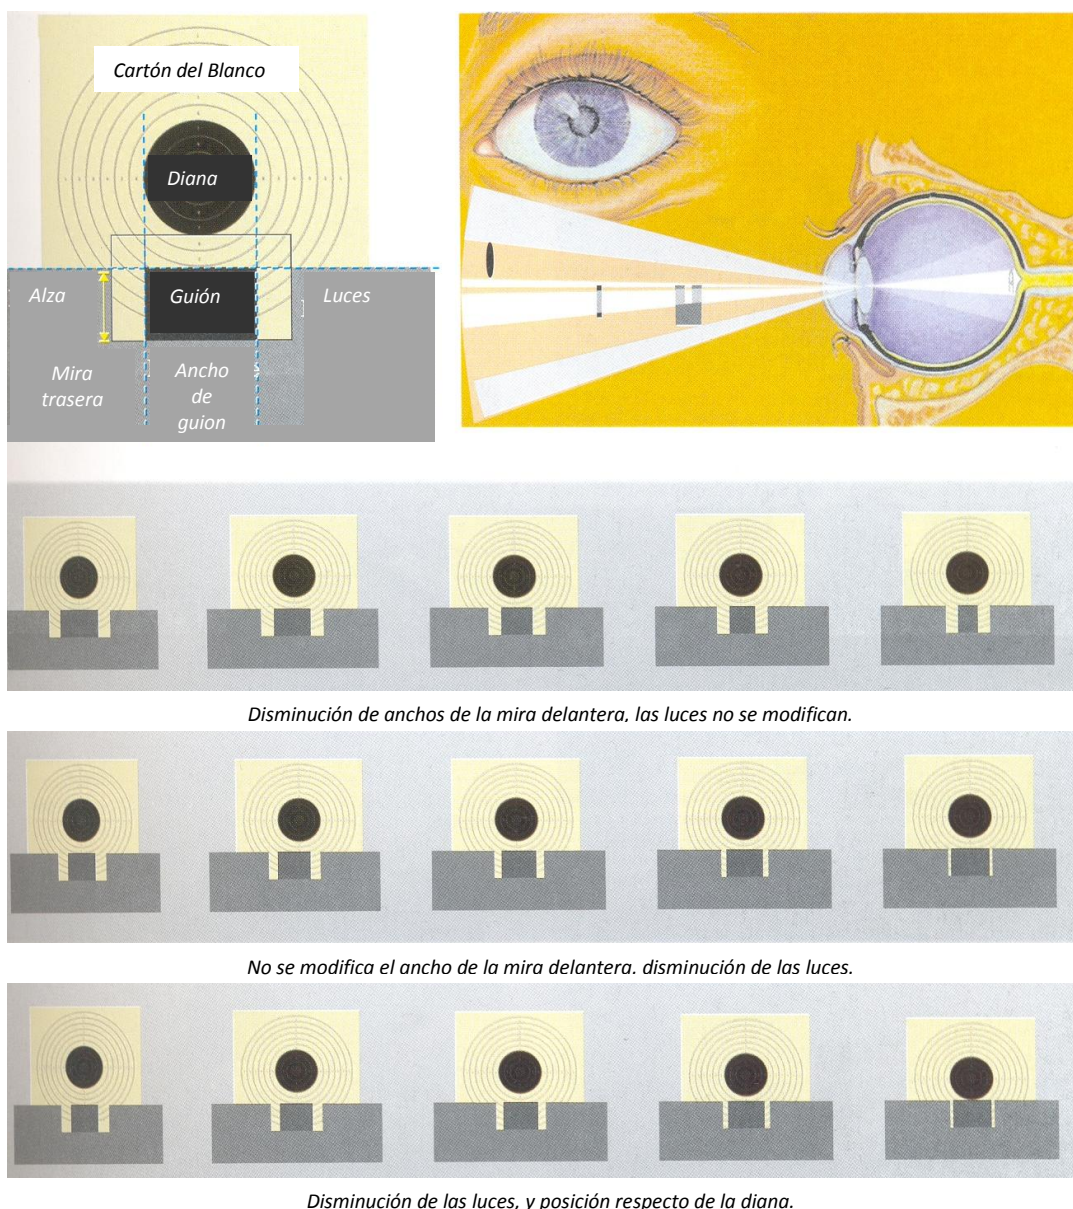 Cartón del Blanco
Diana
Alza
Guión
Luces
Mira
trasera
Ancho
de
guion
Disminución de anchos de la mira delantera, las luces no se modifican.
No se modifica el ancho de la mira delantera. disminución de las luces.
Disminución de las luces, y posición respecto de la diana.